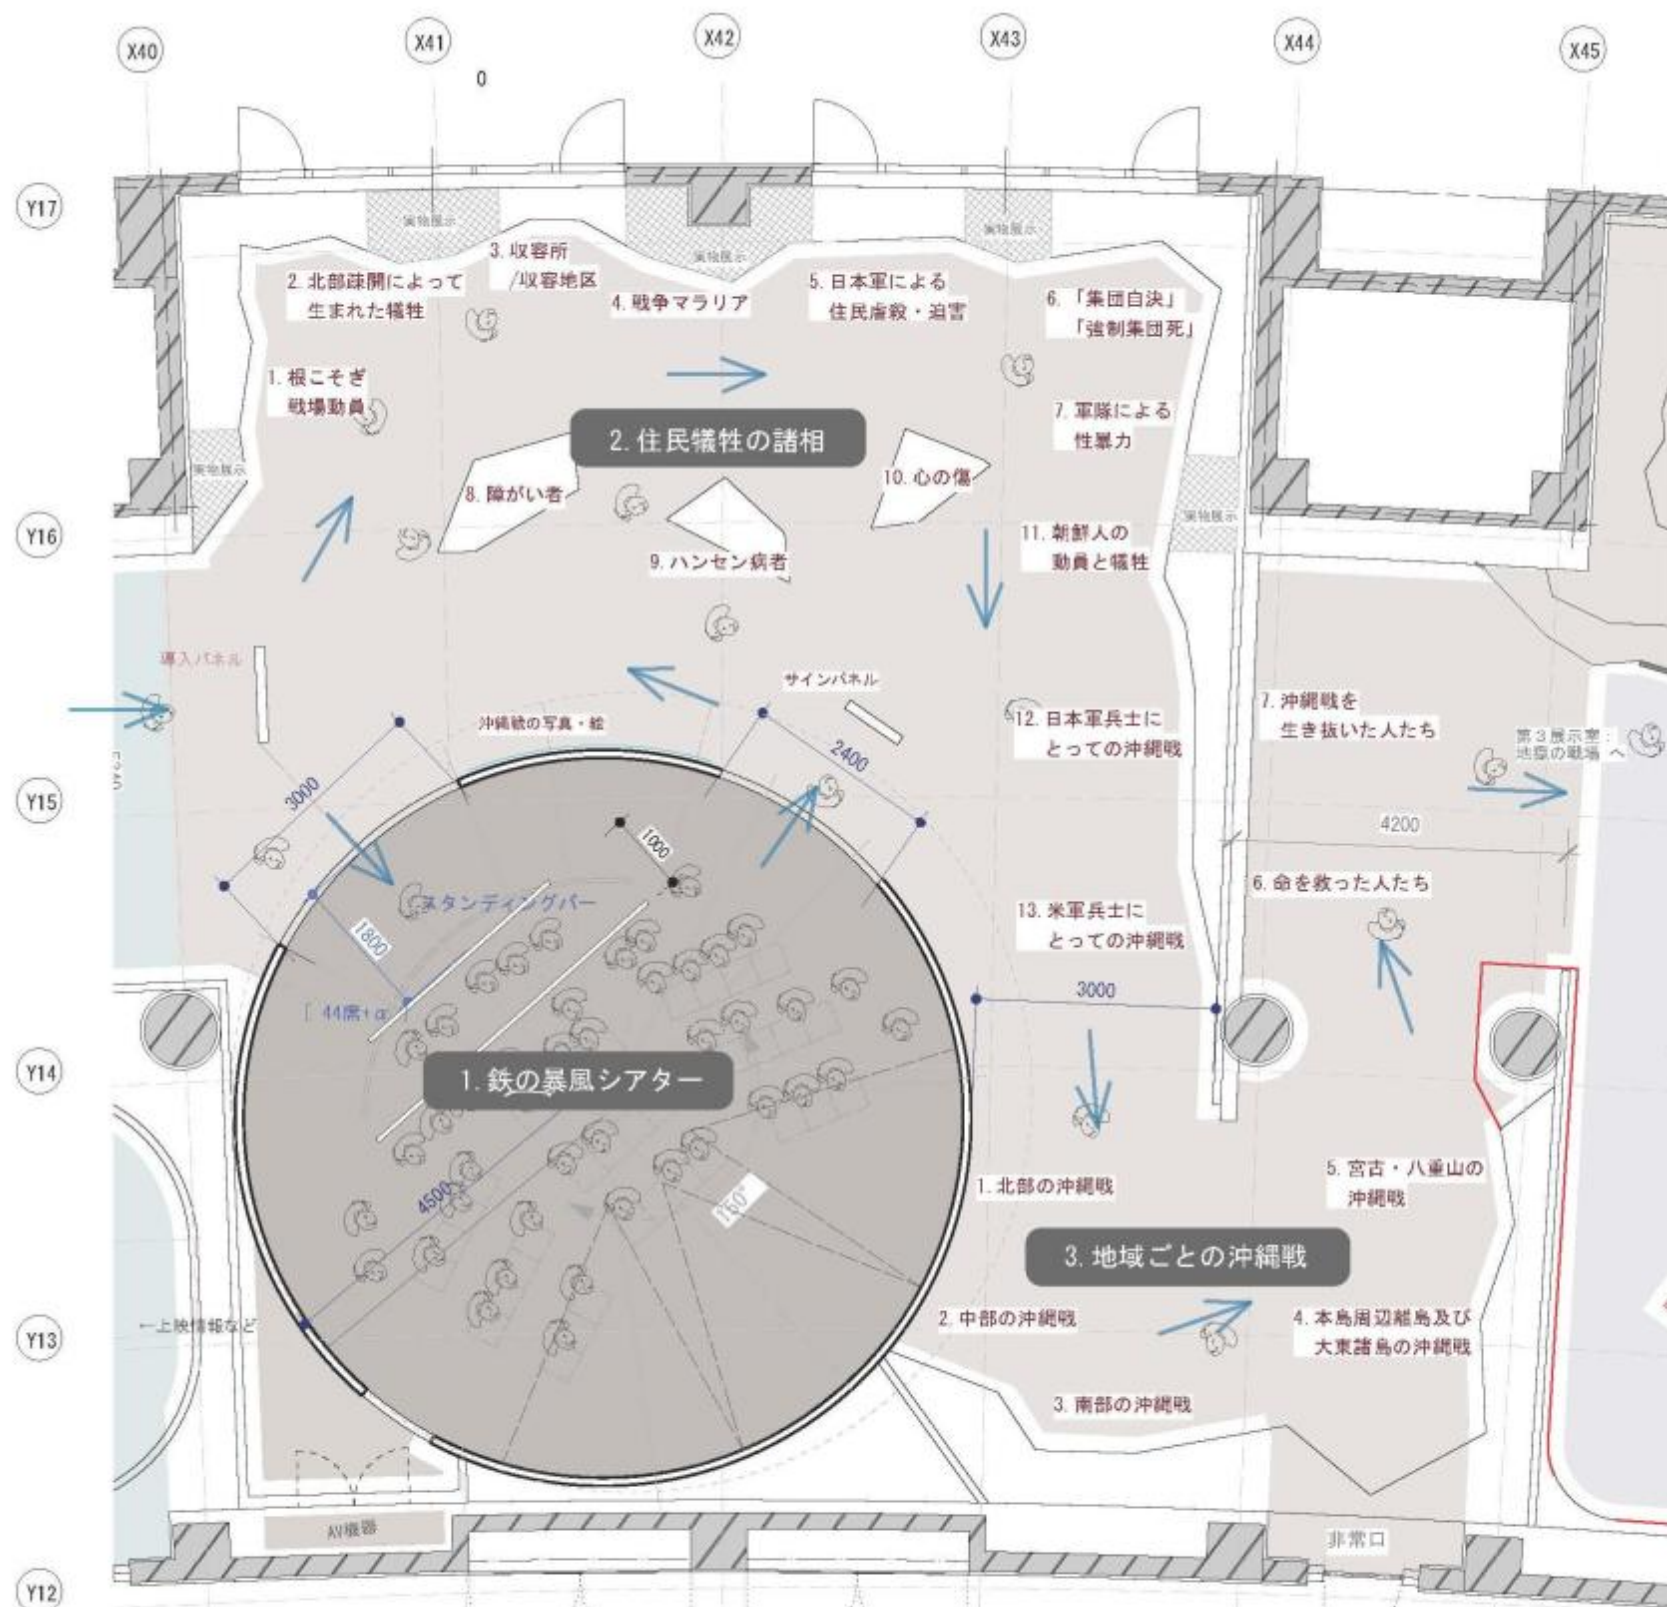 X40
X41
X42
X43
X44
X45
0
Y17
Y16
Y15
Y14
Y13
Y12
実物展示
実物展示
実物展示
2. 北部疎開によって
生まれた犠牲
3. 収容所
/収容地区
4. 戦争マラリア
5. 日本軍による
住民虐殺・迫害
6. 「集団自決」
「強制集団死」
1. 根こそぎ
戦場動員
7. 軍隊による
性暴力
2. 住民犠牲の諸相
実物展示
8. 障がい者
10. 心の傷
実物展示
9. ハンセン病者
11. 朝鮮人の
動員と犠牲
導入パネル
サインパネル
沖縄戦の写真・絵
12. 日本軍兵士に
とっての沖縄戦
7. 沖縄戦を
生き抜いた人たち
第3展示室:
地獄の戦場 へ
3000
2400
1000
4200
スタンディングバー
6. 命を救った人たち
1800
13. 米軍兵士に
とっての沖縄戦
[ 44席+α
3000
1. 鉄の暴風シアター
4500
160°
1. 北部の沖縄戦
5. 宮古・八重山の
沖縄戦
3. 地域ごとの沖縄戦
2. 中部の沖縄戦
4. 本島周辺離島及び
大東諸島の沖縄戦
←上映情報など
3. 南部の沖縄戦
AV機器
非常口